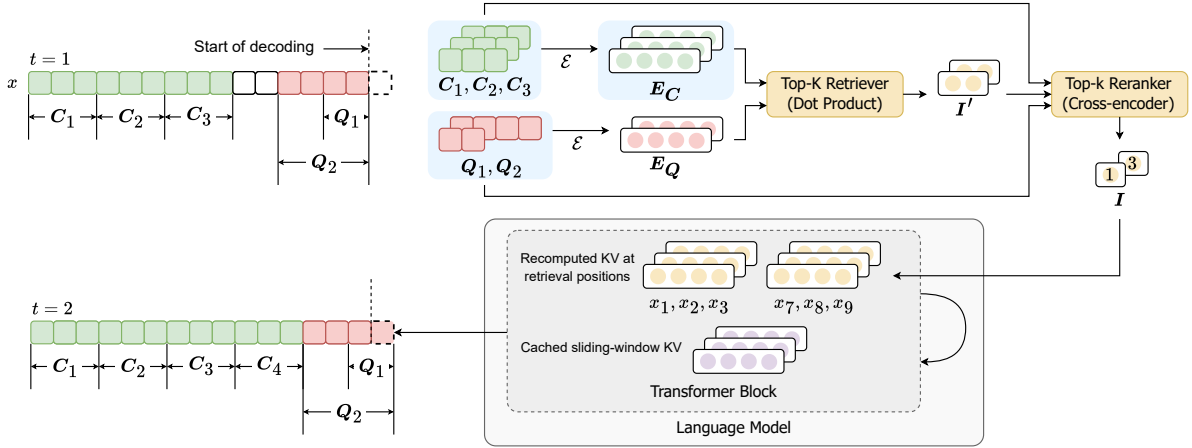 t = 1
Start of decoding
x
C₁ C₂ C₃ Q₁
Q₂
C₁, C₂, C₃
ℰ
E_C
Q₁, Q₂
ℰ
E_Q
Top-K Retriever
(Dot Product)
I′
Top-k Reranker
(Cross-encoder)
1 3
I
Recomputed KV at
retrieval positions
x₁, x₂, x₃
x₇, x₈, x₉
Cached sliding-window KV
Transformer Block
Language Model
t = 2
C₁ C₂ C₃ C₄ Q₁
Q₂